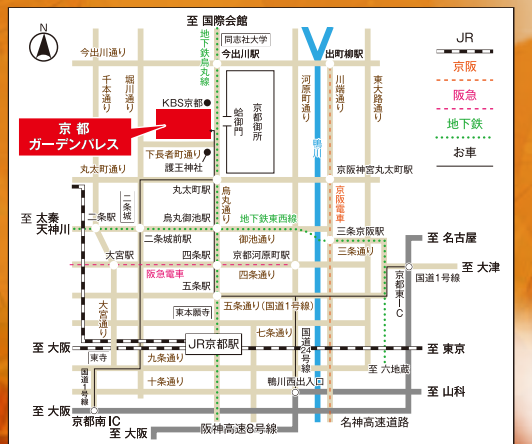 至 国際会館
地下鉄烏丸線
同志社大学
N
今出川通り
今出川駅
出町柳駅
千本通り
堀川通り
KBS京都
蛤御門
京都御所
河原町通り
鴨川
川端通り
東大路通り
京都
ガーデンパレス
下長者町通り
護王神社
丸太町通り
京阪神宮丸太町駅
丸太町駅
烏丸通り
京阪電車
二条城
至 太秦
天神川
二条駅
烏丸御池駅
地下鉄東西線
三条京阪駅
二条城前駅
御池通り
三条通り
大宮駅
四条駅
京都河原町駅
阪急電車
四条通り
五条駅
至 名古屋
京都東IC
至 大津
国道1号線
大宮通り
東本願寺
五条通り(国道1号線)
七条通り
国道24号線
JR京都駅
至 大阪
至 東京
東寺
九条通り
至 六地蔵
国道1号線
十条通り
鴨川西出入口
至 山科
至 大阪
京都南IC
至 大阪
阪神高速8号線
名神高速道路
JR
京阪
阪急
地下鉄
お車